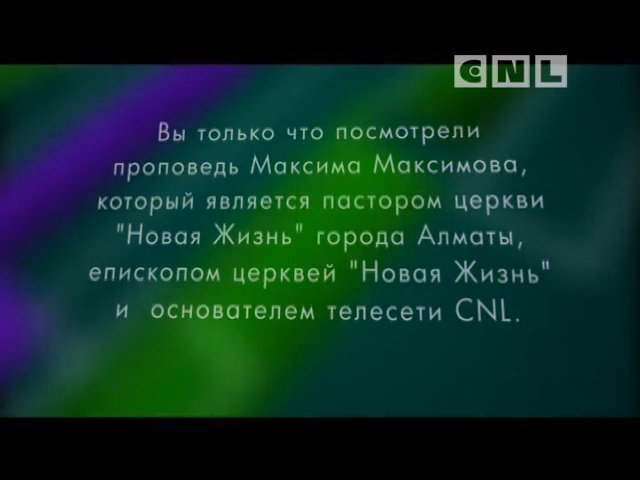 CNL
Вы только что посмотрели
проповедь Максима Максимова,
который является пастором церкви
"Новая Жизнь" города Алматы,
епископом церквей "Новая Жизнь"
и основателем телесети CNL.